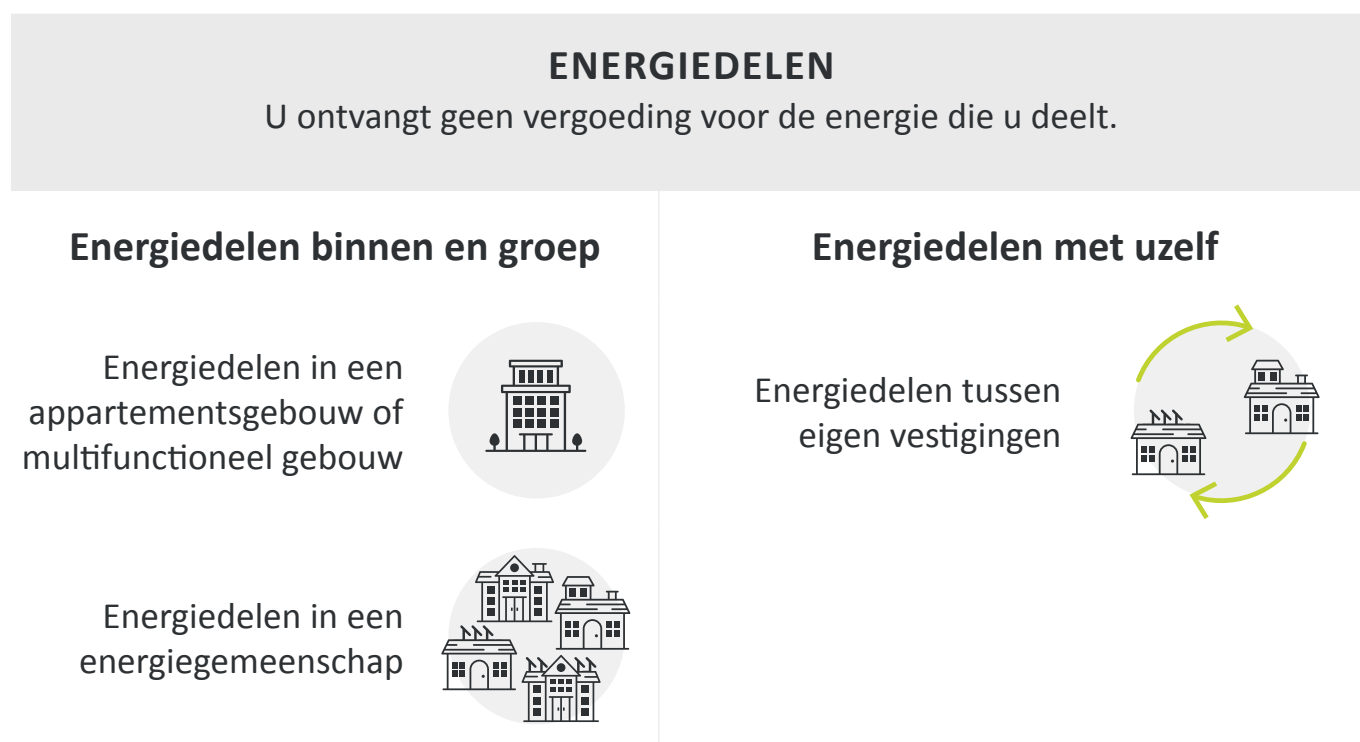 ENERGIEDELEN
U ontvangt geen vergoeding voor de energie die u deelt.
Energiedelen binnen en groep
Energiedelen in een
appartementsgebouw of
multifunctioneel gebouw
Energiedelen in een
energiegemeenschap
Energiedelen met uzelf
Energiedelen tussen
eigen vestigingen